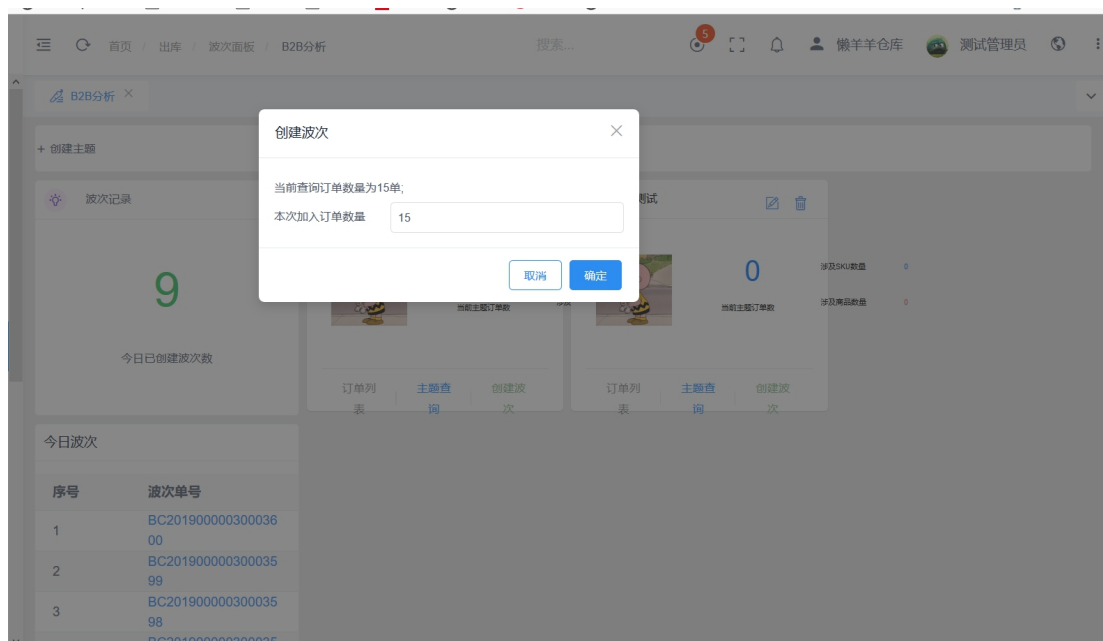 首页 / 出库 / 波次面板 / B2B分析
搜索...
5
懒羊羊仓库
测试管理员
B2B分析
+ 创建主题
创建波次
当前查询订单数量为15单;
本次加入订单数量
15
取消
确定
波次记录
9
今日已创建波次数
当前主题订单数
订单列表
主题查询
创建波次
测试
0
当前主题订单数
涉及SKU数量
0
涉及商品数量
0
订单列表
主题查询
创建波次
今日波次
序号 波次单号
1 BC201900000300036
00
2 BC201900000300035
99
3 BC201900000300035
98